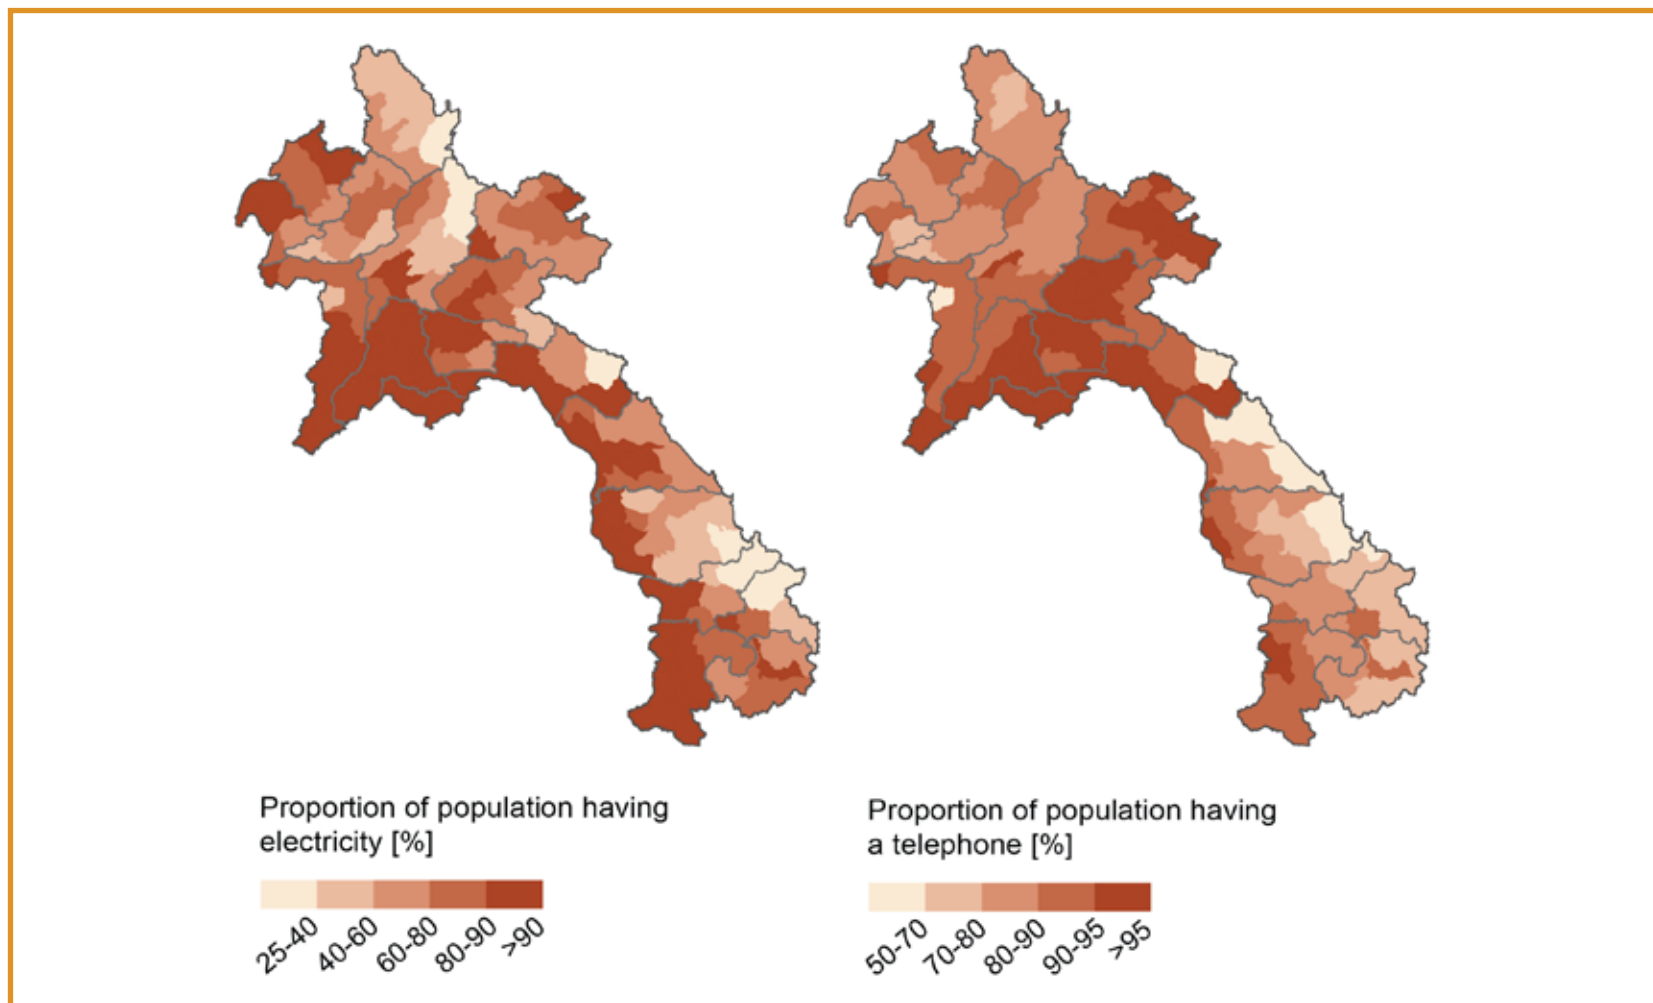 Proportion of population having
electricity [%]
25-40
40-60
60-80
80-90
>90
Proportion of population having
a telephone [%]
50-70
70-80
80-90
90-95
>95